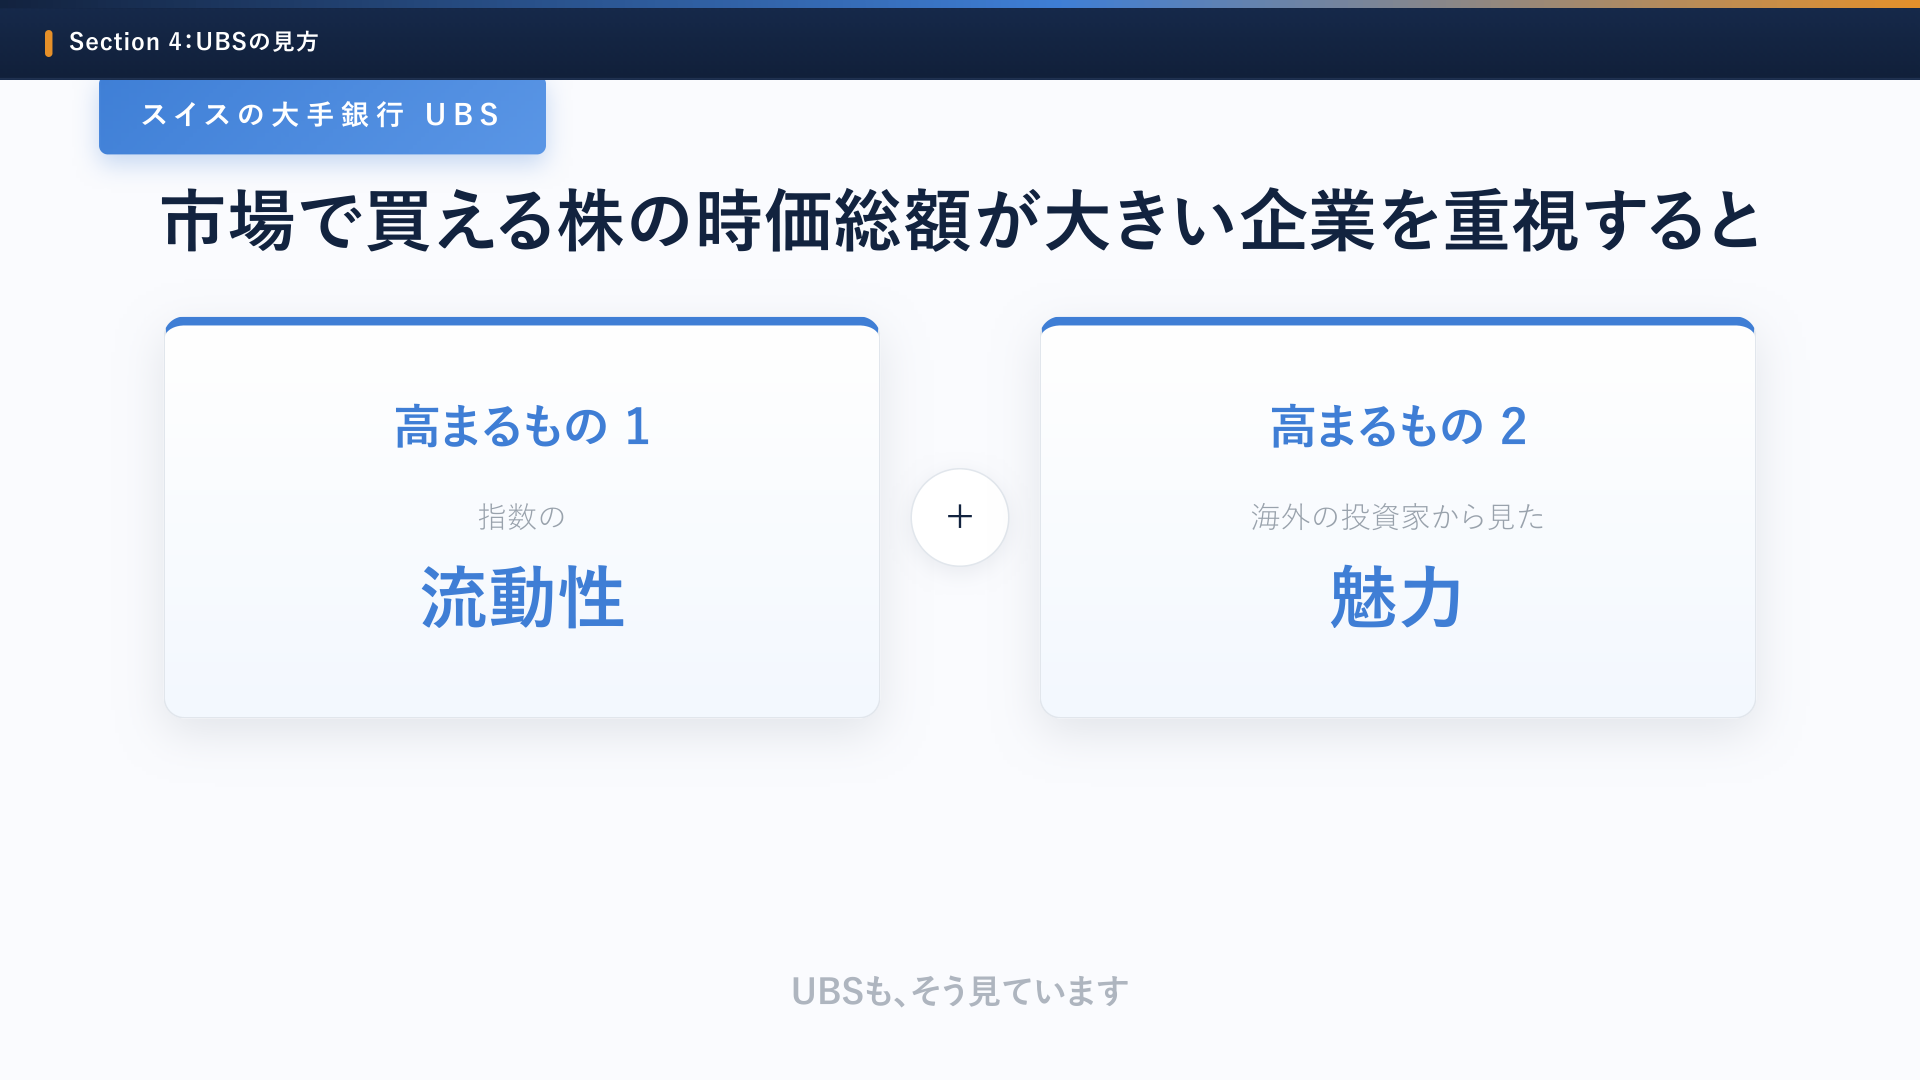 Section 4：UBSの見方
スイスの大手銀行 UBS
市場で買える株の時価総額が大きい企業を重視すると
高まるもの 1
指数の
流動性
＋
高まるもの 2
海外の投資家から見た
魅力
UBSも、そう見ています